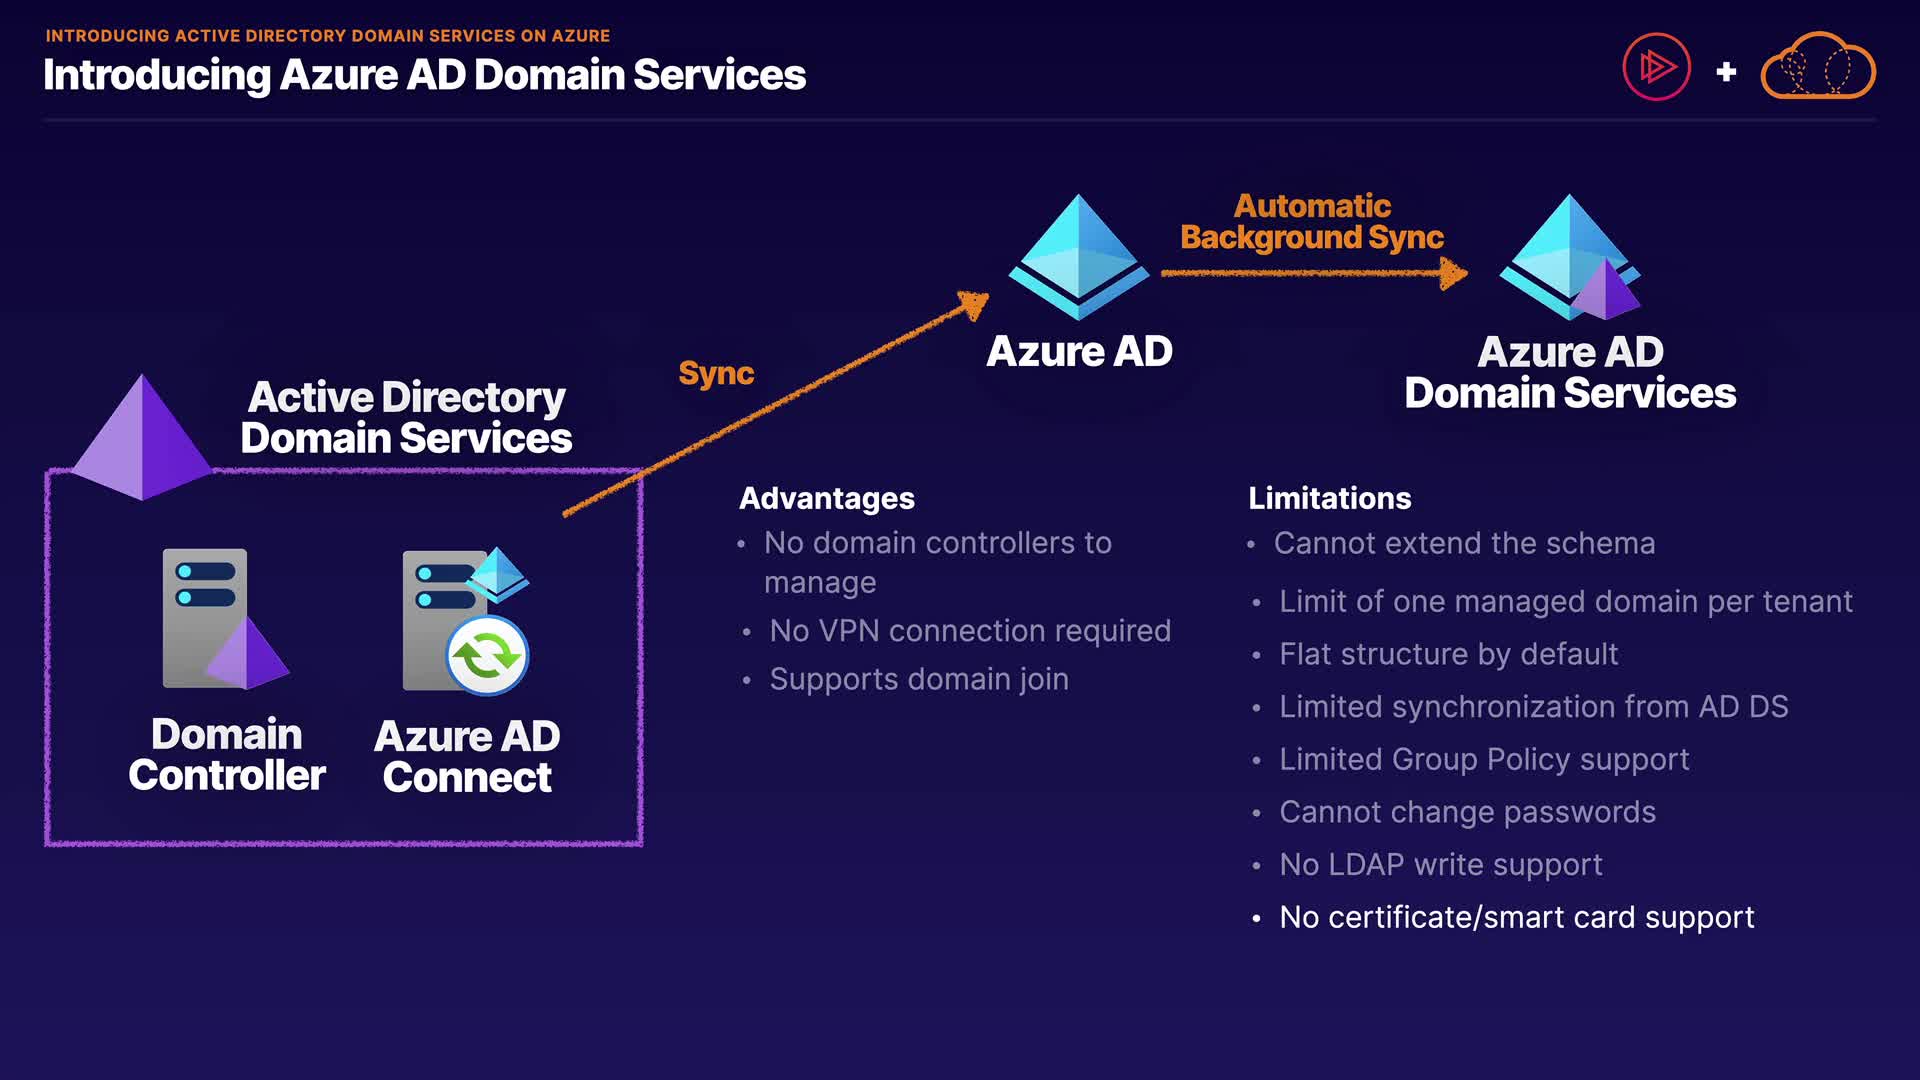 INTRODUCING ACTIVE DIRECTORY DOMAIN SERVICES ON AZURE
Introducing Azure AD Domain Services
+
Automatic
Background Sync
Azure AD
Azure AD
Domain Services
Sync
Active Directory
Domain Services
Domain
Controller
Azure AD
Connect
Advantages
• No domain controllers to
manage
• No VPN connection required
• Supports domain join
Limitations
• Cannot extend the schema
• Limit of one managed domain per tenant
• Flat structure by default
• Limited synchronization from AD DS
• Limited Group Policy support
• Cannot change passwords
• No LDAP write support
• No certificate/smart card support